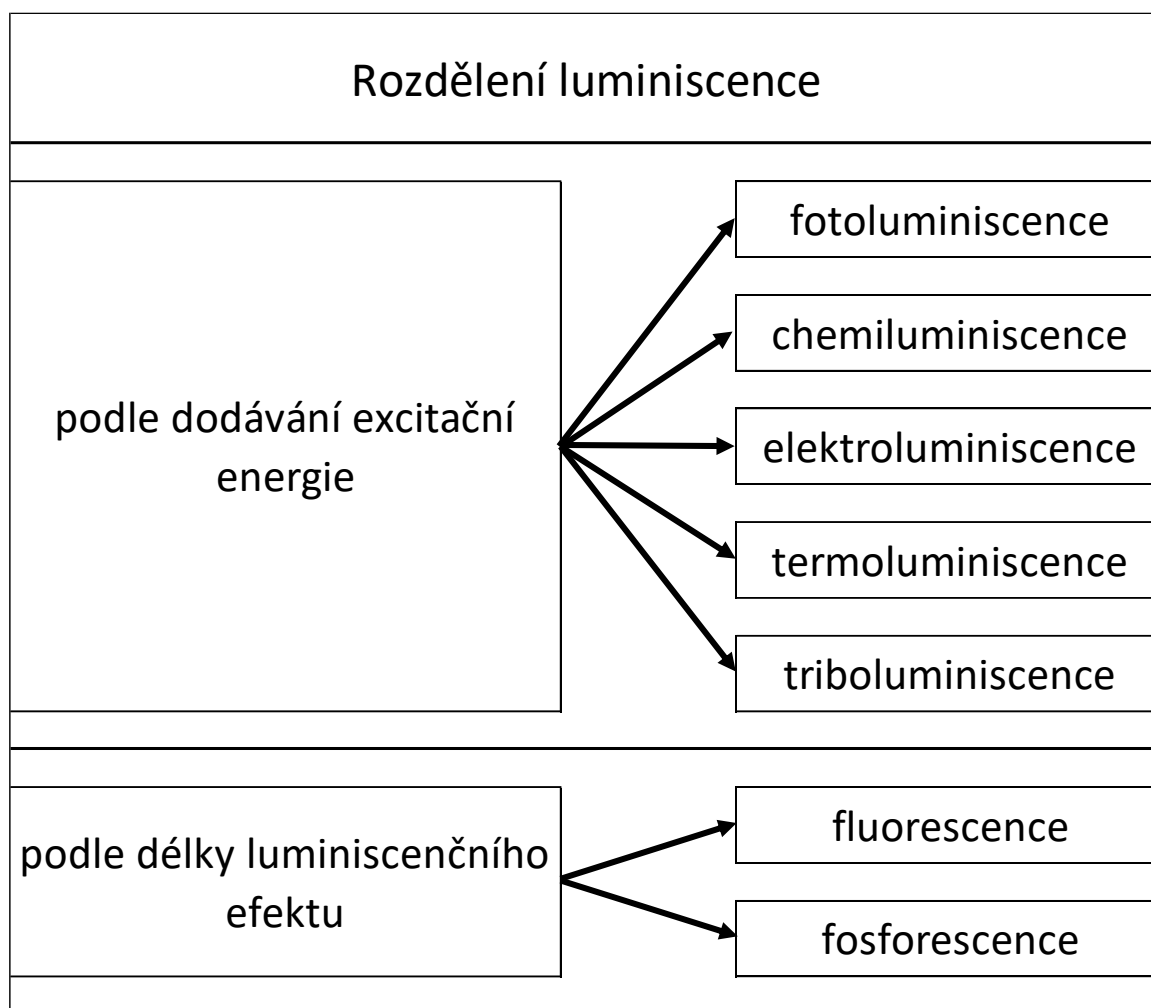 Rozdělení luminiscence
podle dodávání excitační
energie
fotoluminiscence
chemiluminiscence
elektroluminiscence
termoluminiscence
triboluminiscence
podle délky luminiscenčního
efektu
fluorescence
fosforescence